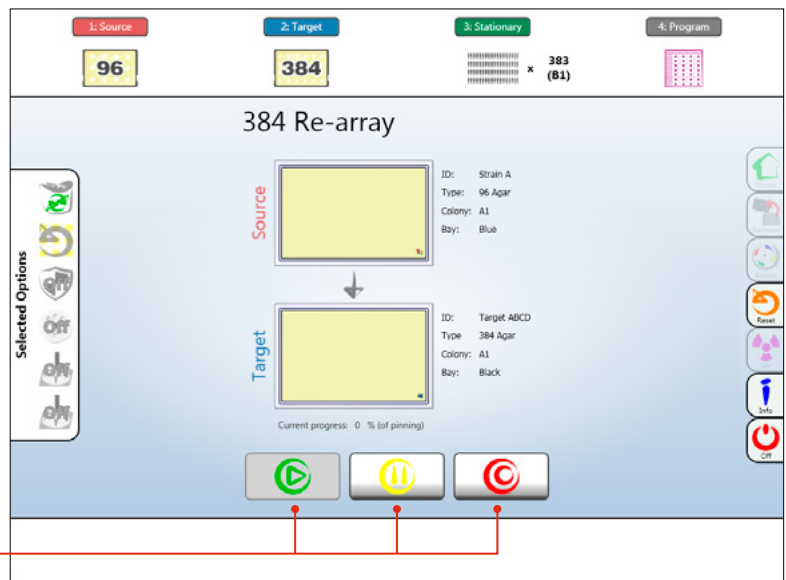 1: Source
2: Target
3: Stationary
4: Program
96
384
x 383
(B1)
384 Re-array
Source
ID: Strain A
Type: 96 Agar
Colony: A1
Bay: Blue
Target
ID: Target ABCD
Type 384 Agar
Colony: A1
Bay: Black
Current progress: 0 % (of pinning)
Selected Options
Off
Off
Reset
Info
Off